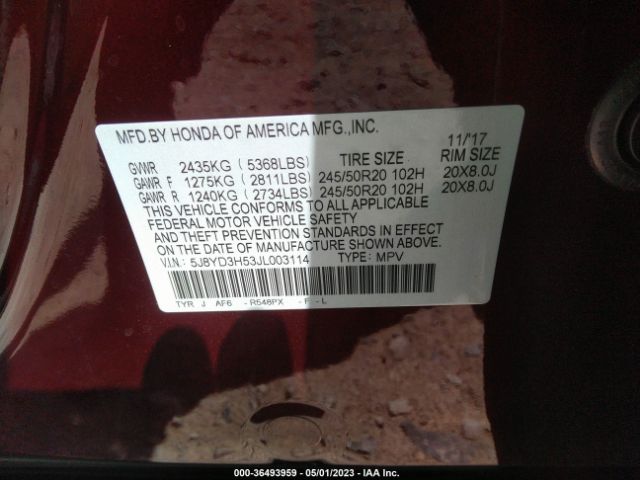 MFD.BY HONDA OF AMERICA MFG.,INC. 11/'17
TIRE SIZE RIM SIZE
GVWR 2435KG ( 5368LBS)
GAWR F 1275KG ( 2811LBS) 245/50R20 102H 20X8.0J
GAWR R 1240KG ( 2734LBS) 245/50R20 102H 20X8.0J
THIS VEHICLE CONFORMS TO ALL APPLICABLE
FEDERAL MOTOR VEHICLE SAFETY
AND THEFT PREVENTION STANDARDS IN EFFECT
ON THE DATE OF MANUFACTURE SHOWN ABOVE.
V.I.N.: 5J8YD3H53JL003114 TYPE: MPV
TYR J AF6 - R548PX - F - L
000-36493959 - 05/01/2023 - IAA Inc.